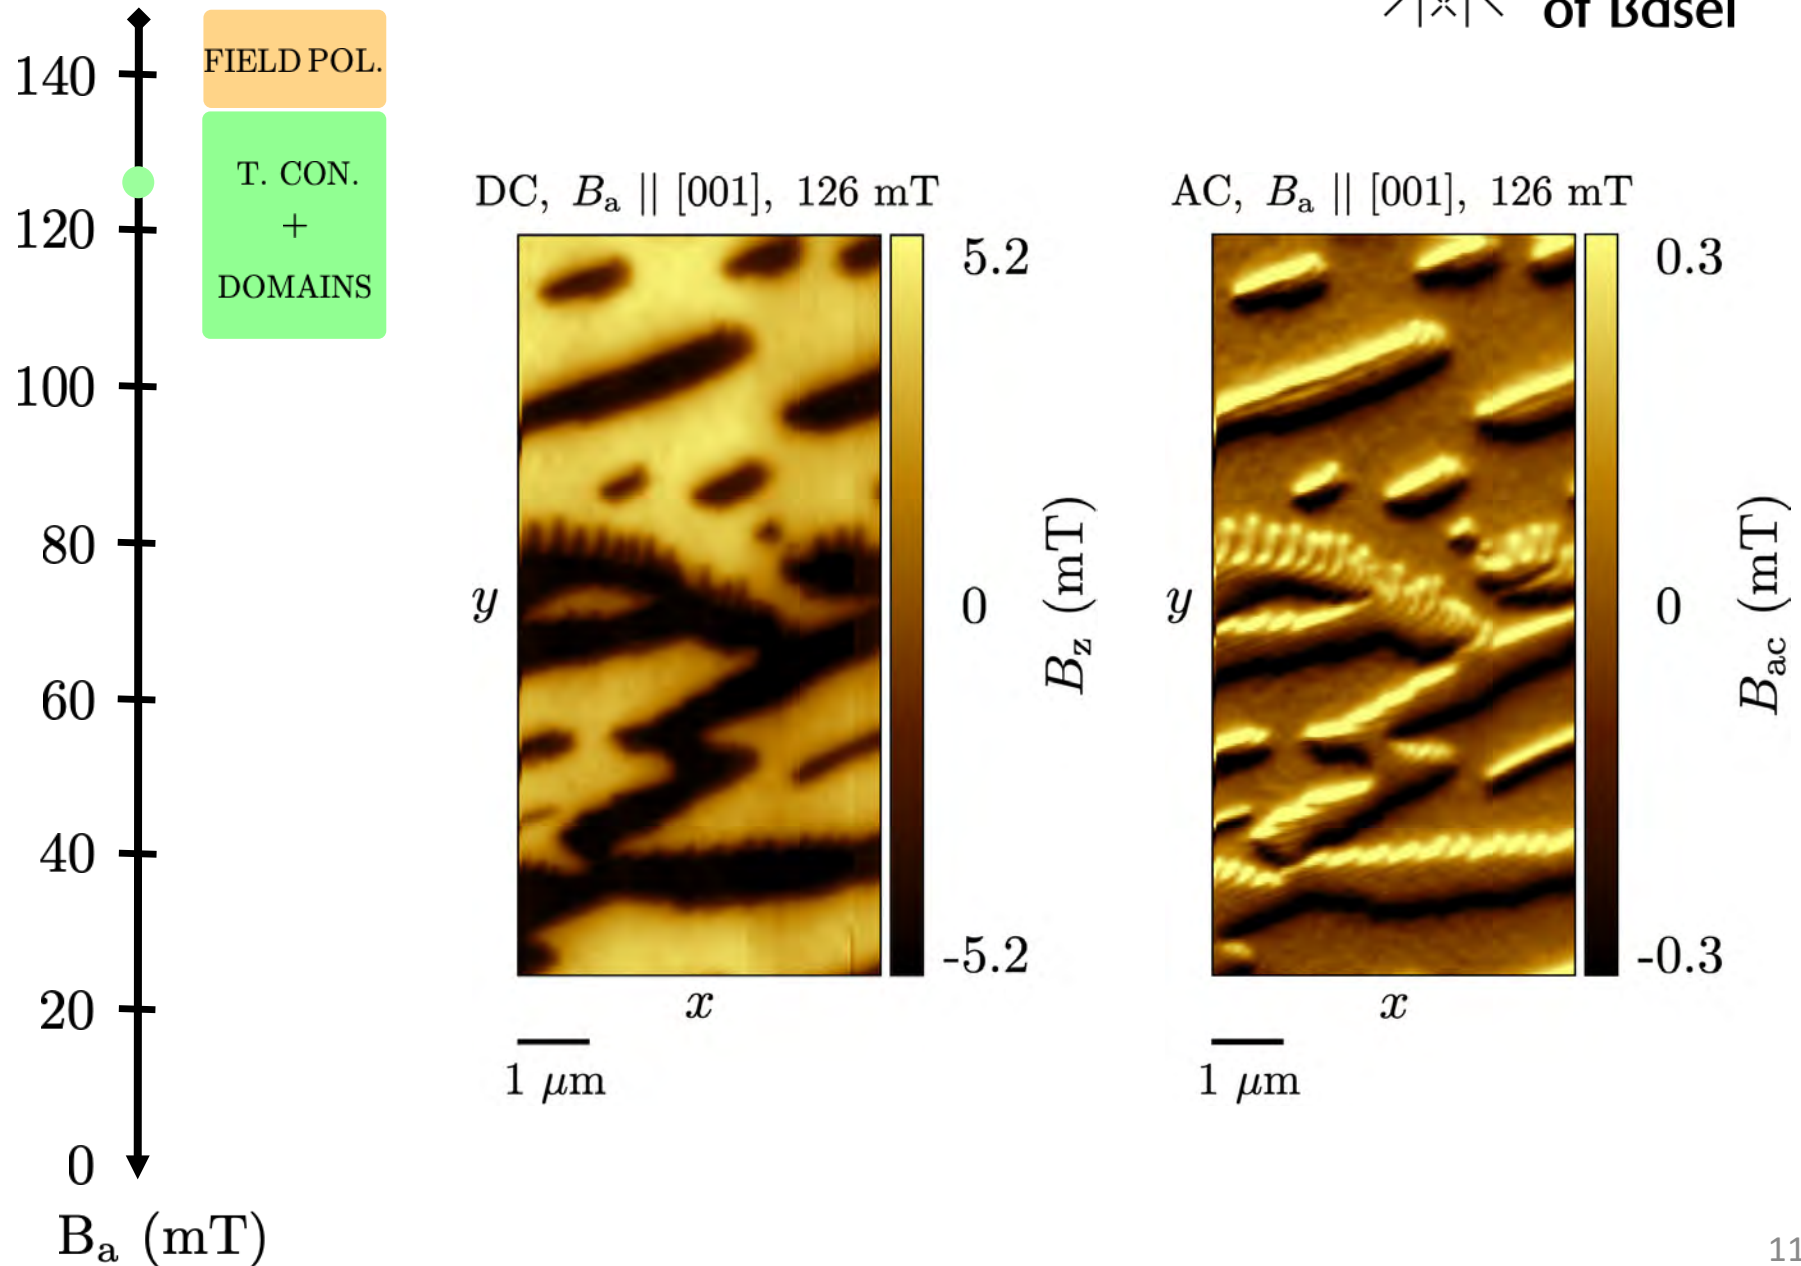 of Basel
140
120
100
80
60
40
20
0
Bₐ (mT)
FIELD POL.
T. CON.
+
DOMAINS
DC, Bₐ || [001], 126 mT
y
x
1 μm
5.2
0
-5.2
B_z (mT)
AC, Bₐ || [001], 126 mT
y
x
1 μm
0.3
0
-0.3
B_ac (mT)
11